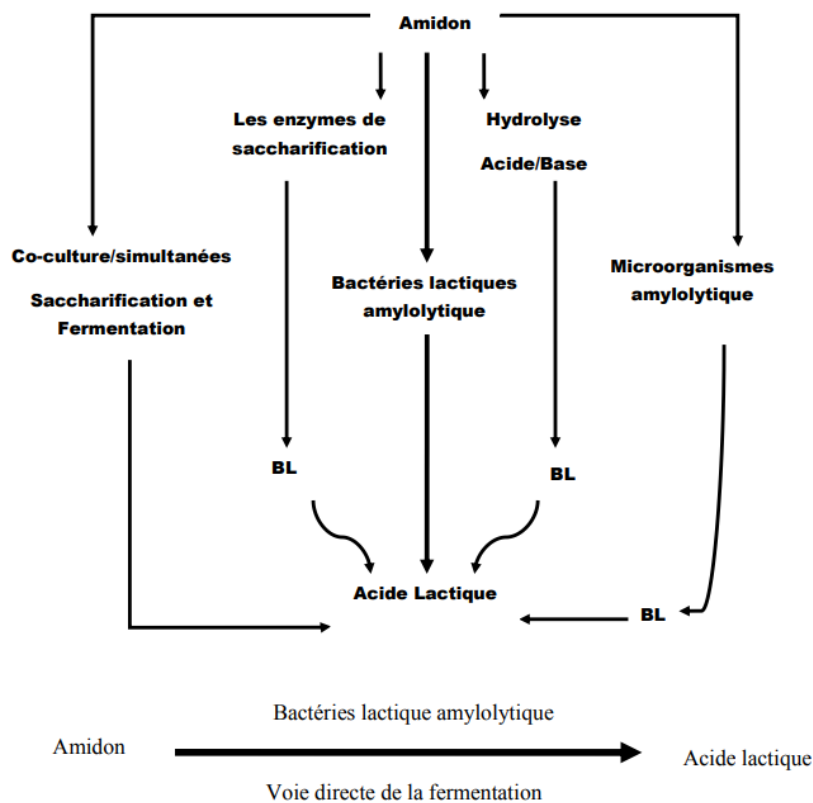 Amidon
Les enzymes de
saccharification
Hydrolyse
Acide/Base
Co-culture/simultanées
Saccharification et
Fermentation
Bactéries lactiques
amylolytique
Microorganismes
amylolytique
BL
BL
Acide Lactique
BL
Bactéries lactique amylolytique
Amidon
Acide lactique
Voie directe de la fermentation